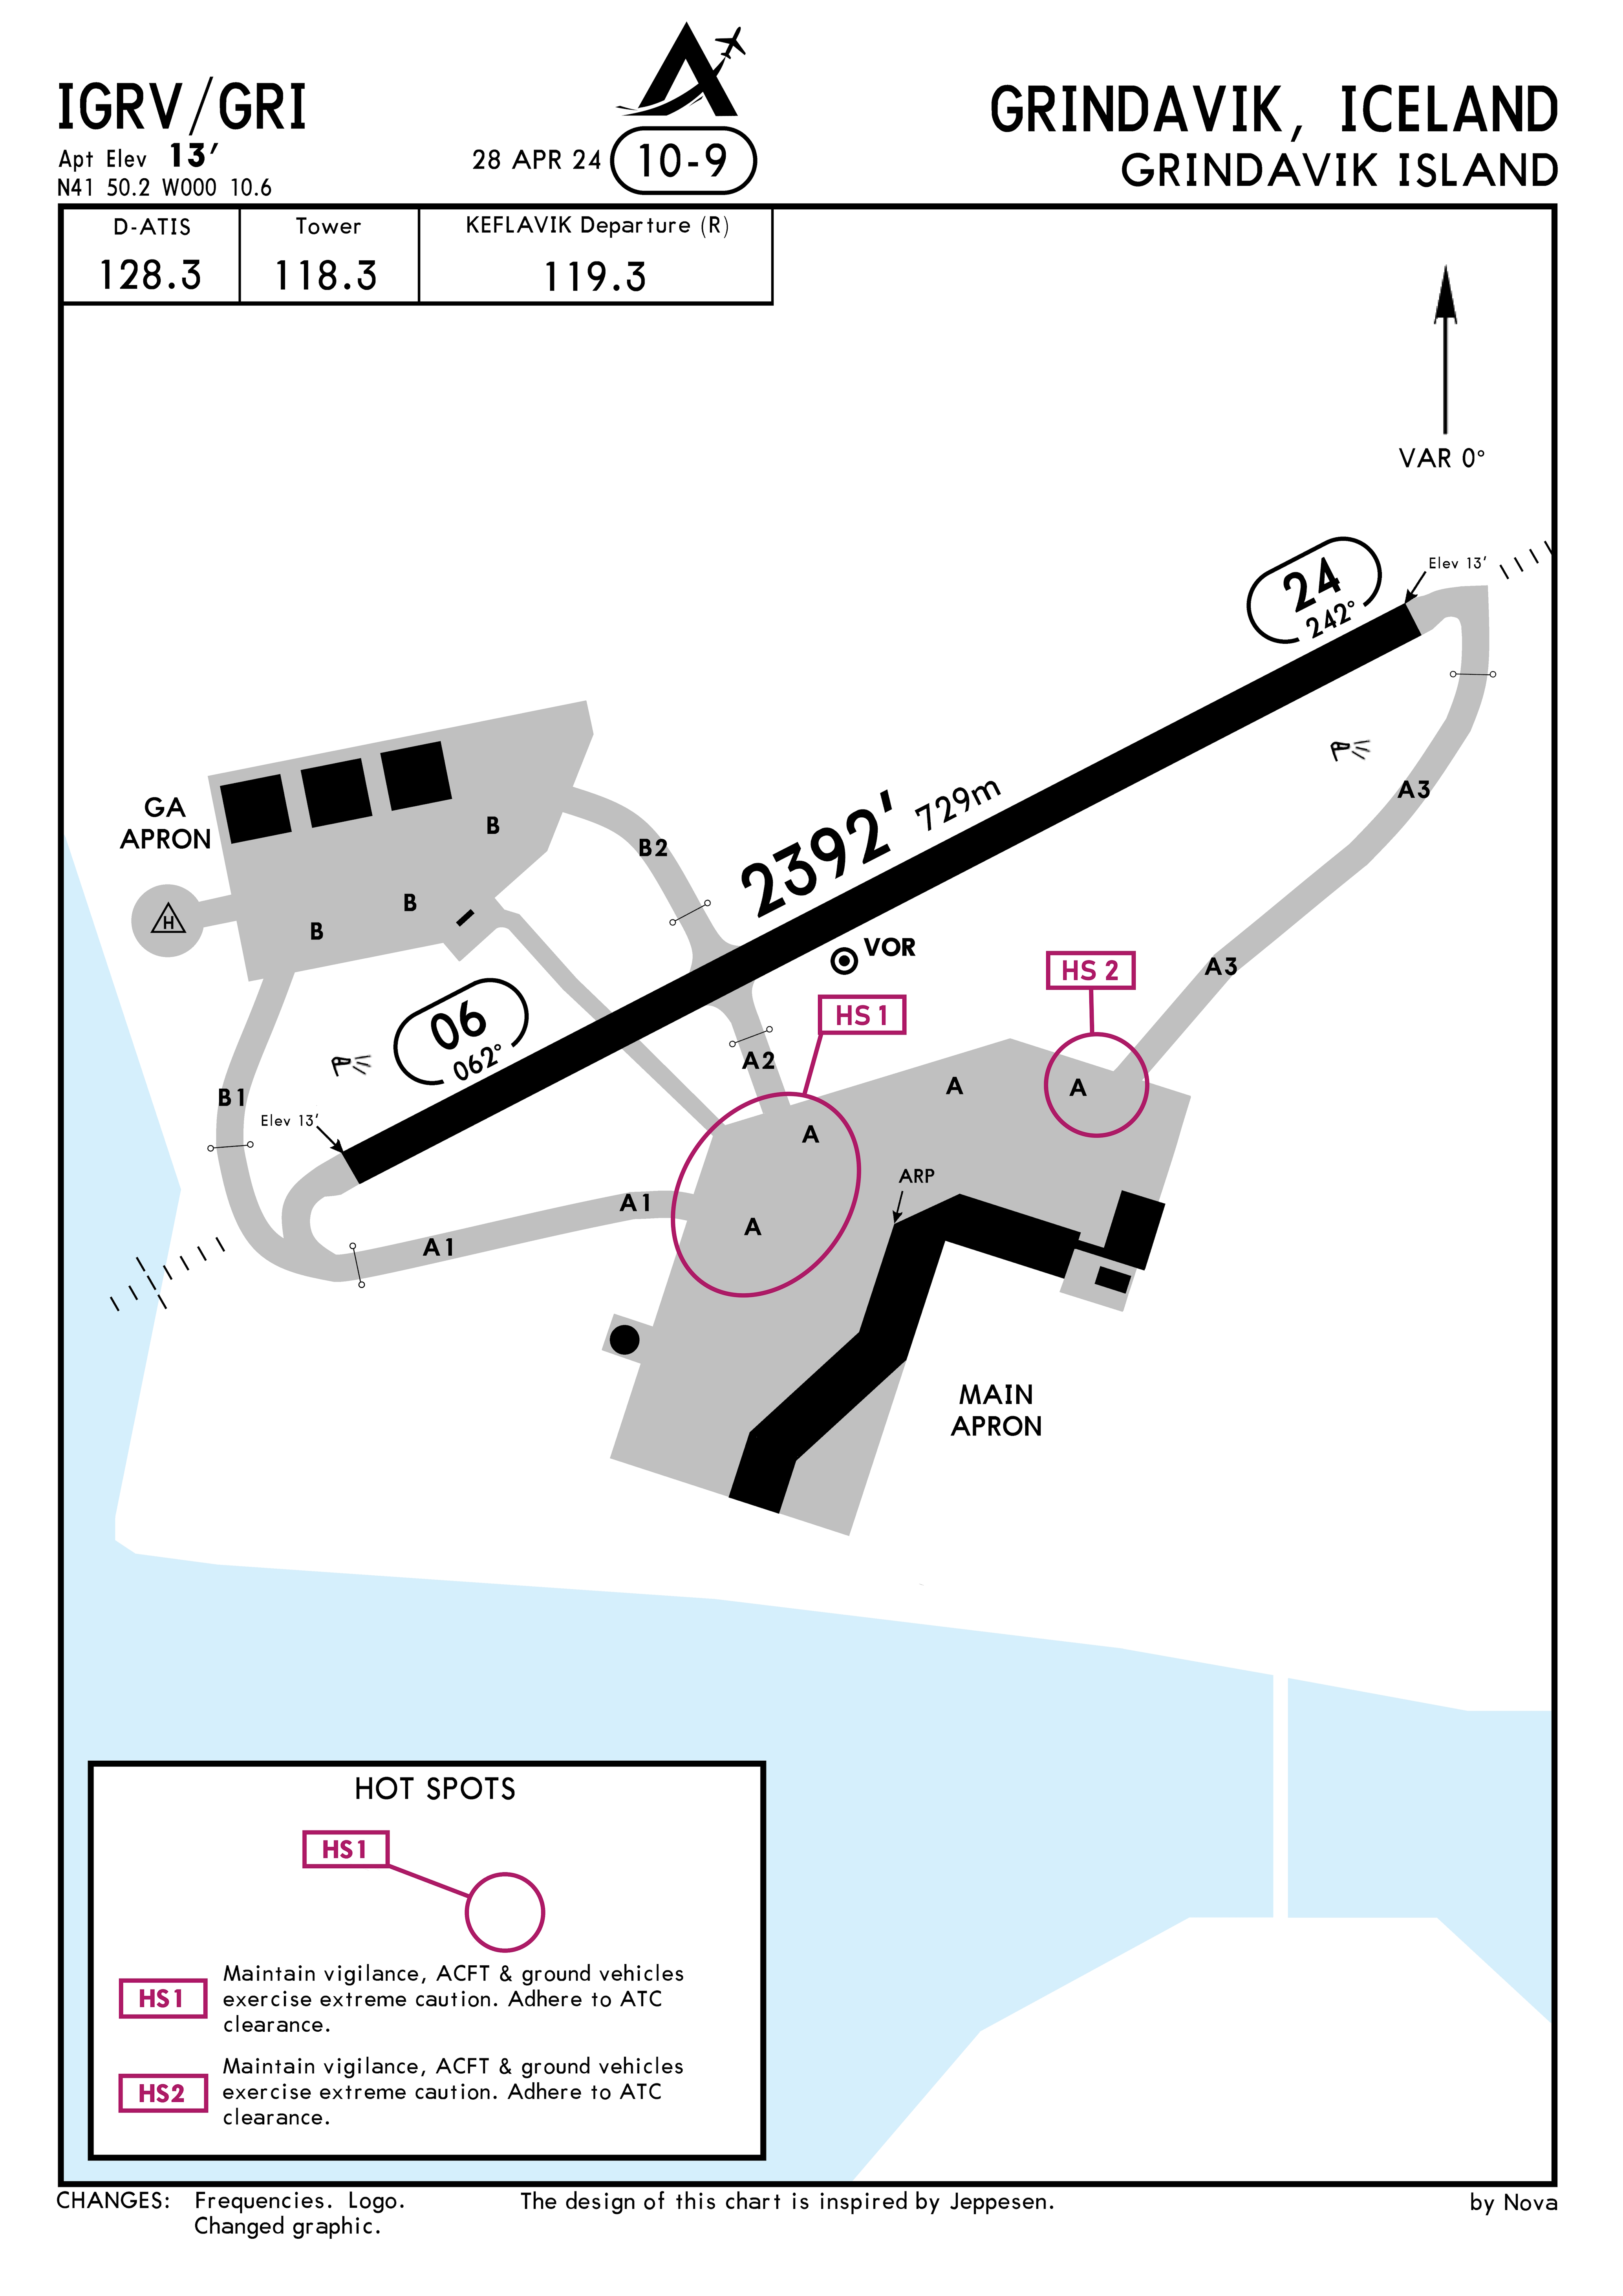 IGRV/GRI
Apt Elev 13'
N41 50.2 W000 10.6
28 APR 24
10-9
GRINDAVIK, ICELAND
GRINDAVIK ISLAND
D-ATIS
128.3
Tower
118.3
KEFLAVIK Departure (R)
119.3
VAR 0°
24
242°
Elev 13'
A3
2392' 729m
GA
APRON
B
B2
B
B
H
VOR
HS 1
HS 2
A3
06
062°
A2
A
A
B1
Elev 13'
A
ARP
A1
A
A1
MAIN
APRON
HOT SPOTS
HS1
HS1
Maintain vigilance, ACFT & ground vehicles
exercise extreme caution. Adhere to ATC
clearance.
HS2
Maintain vigilance, ACFT & ground vehicles
exercise extreme caution. Adhere to ATC
clearance.
CHANGES: Frequencies. Logo.
Changed graphic.
The design of this chart is inspired by Jeppesen.
by Nova